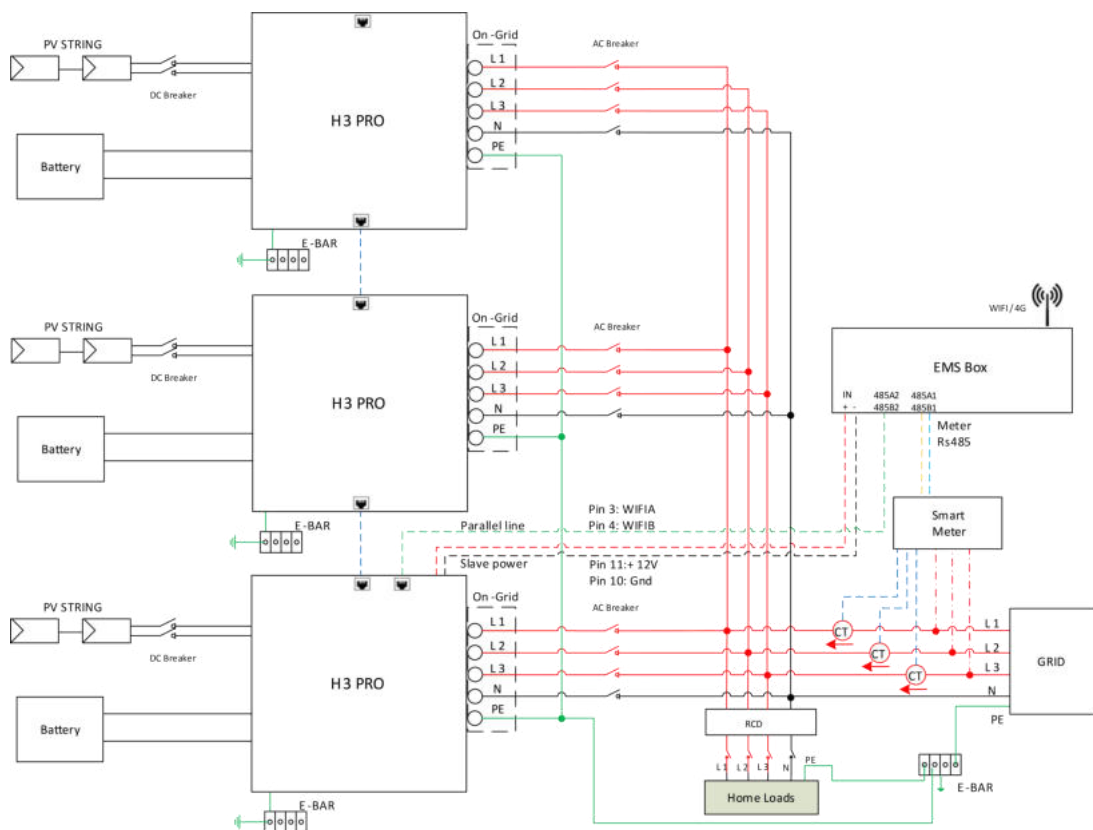 PV STRING
DC Breaker
Battery
H3 PRO
On -Grid
L 1
L 2
L 3
N
PE
AC Breaker
E -BAR
PV STRING
DC Breaker
Battery
H3 PRO
On -Grid
L 1
L 2
L 3
N
PE
AC Breaker
E -BAR
WIFI/4G
EMS Box
IN
+ -
485A2
485B2
485A1
485B1
Meter
Rs485
Smart
Meter
Parallel line
Pin 3: WIFIA
Pin 4: WIFIB
Slave power
Pin 11:+ 12V
Pin 10: Gnd
PV STRING
DC Breaker
Battery
H3 PRO
On -Grid
L 1
L 2
L 3
N
PE
AC Breaker
E -BAR
CT
CT
CT
L 1
L 2
L 3
N
PE
GRID
RCD
L 1
L 2
L 3
N
PE
Home Loads
E -BAR